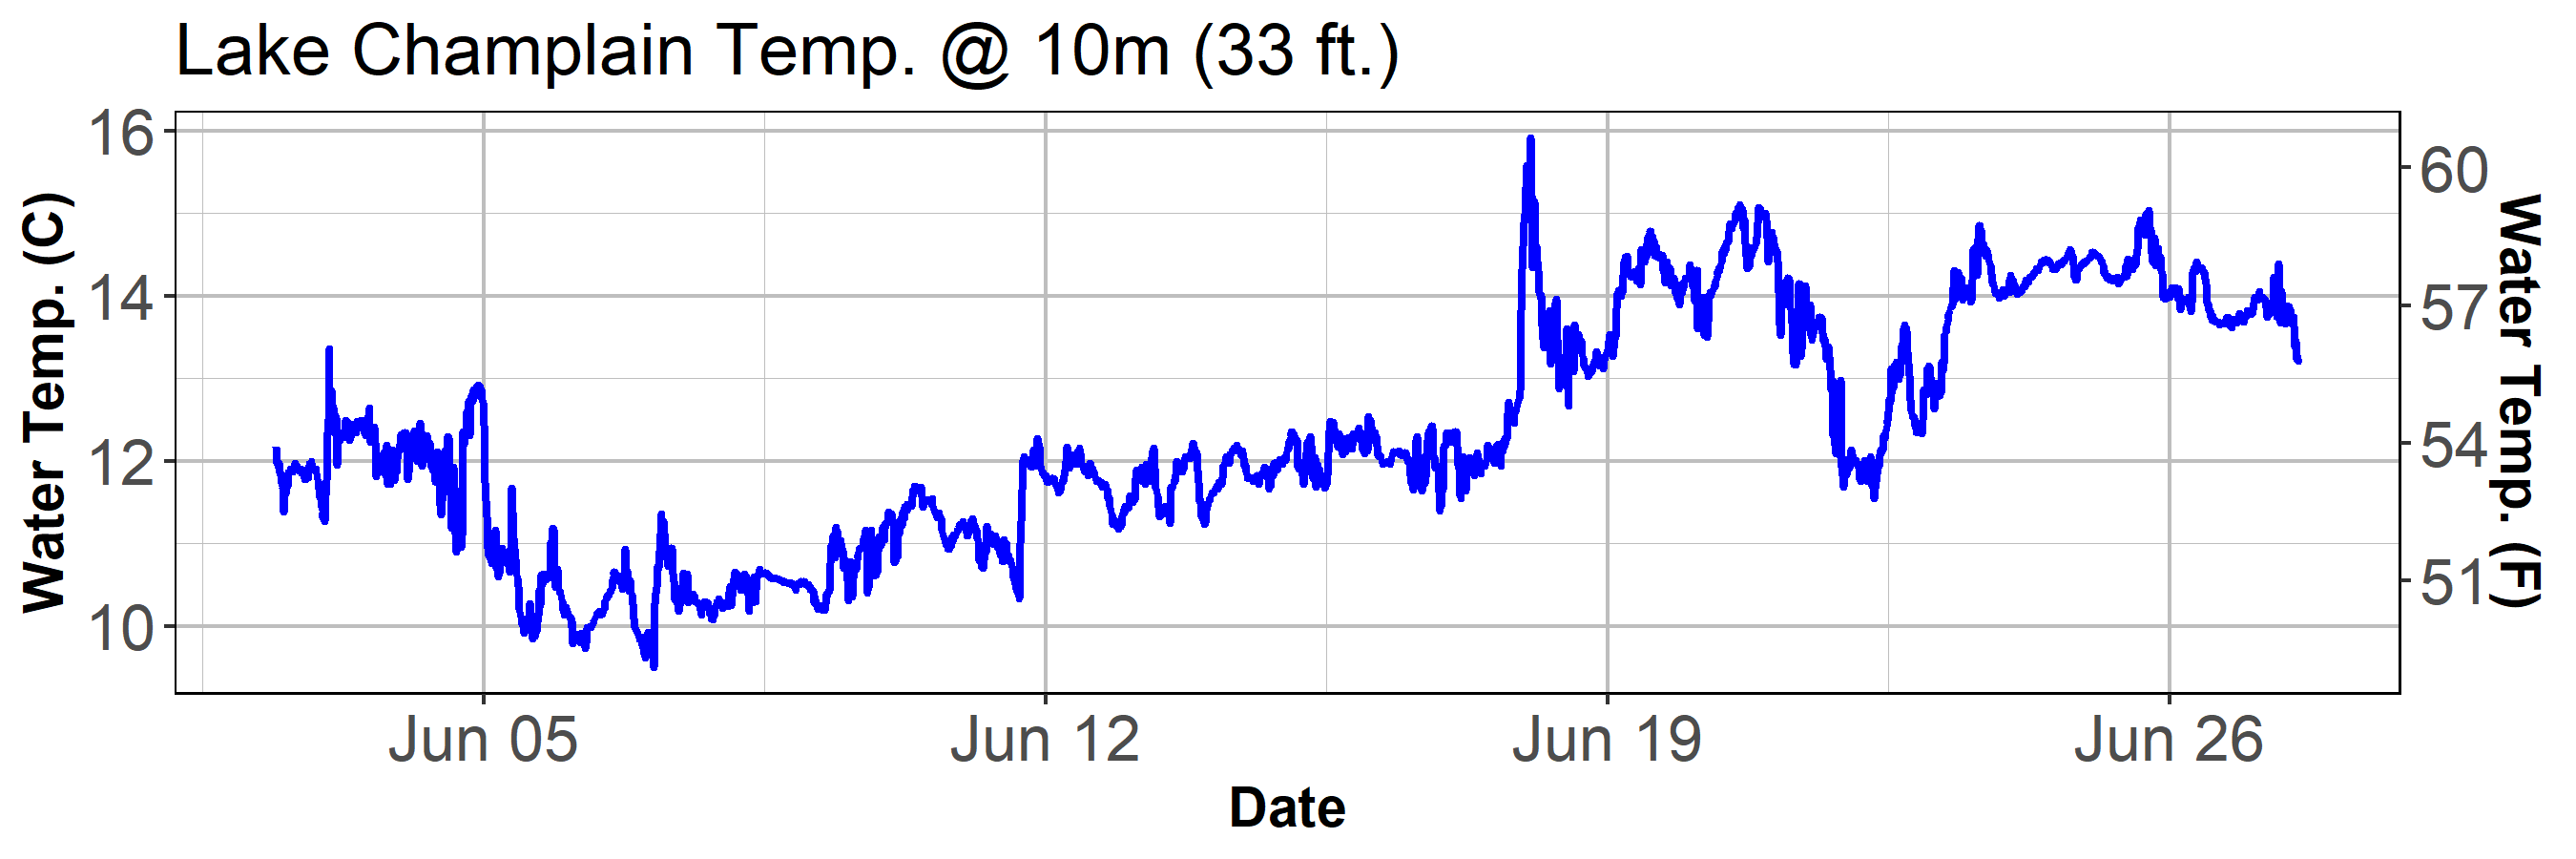 Lake Champlain Temp. @ 10m (33 ft.)
16
14
12
10
Water Temp. (C)
60
57
54
51
Water Temp. (F)
Jun 05 Jun 12 Jun 19 Jun 26
Date